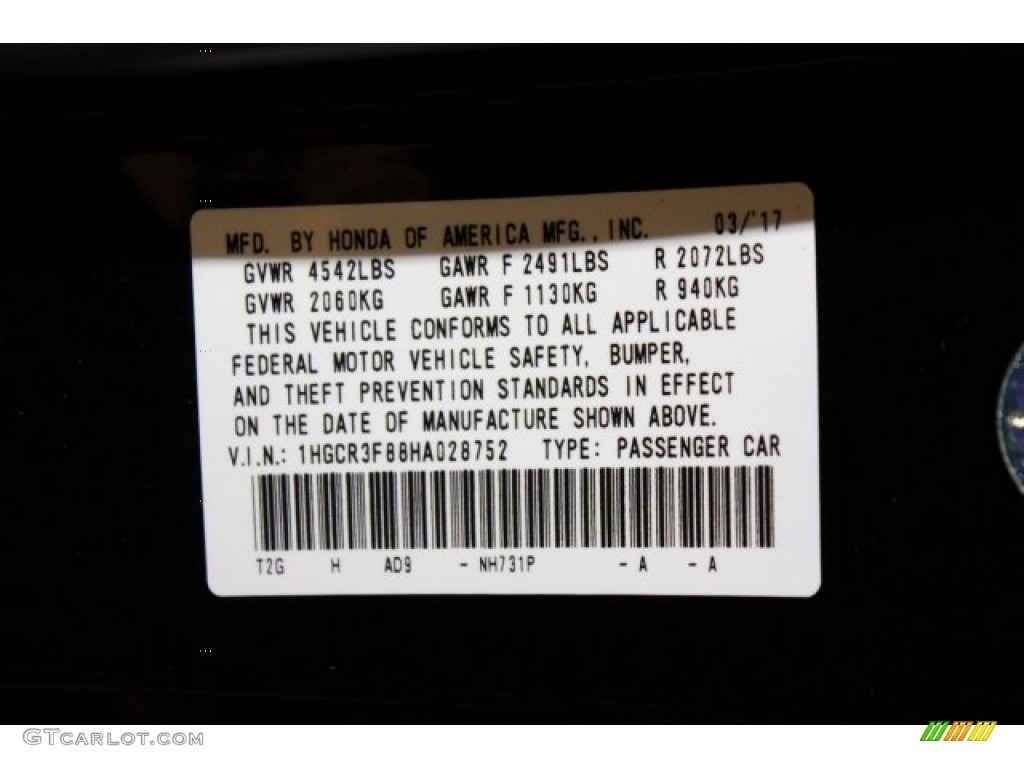 MFD. BY HONDA OF AMERICA MFG., INC. 03/'17
GVWR 4542LBS GAWR F 2491LBS R 2072LBS
GVWR 2060KG GAWR F 1130KG R 940KG
THIS VEHICLE CONFORMS TO ALL APPLICABLE
FEDERAL MOTOR VEHICLE SAFETY, BUMPER,
AND THEFT PREVENTION STANDARDS IN EFFECT
ON THE DATE OF MANUFACTURE SHOWN ABOVE.
V.I.N.: 1HGCR3F88HA028752 TYPE: PASSENGER CAR
T2G H AD9 - NH731P - A - A
GTCARLOT.COM